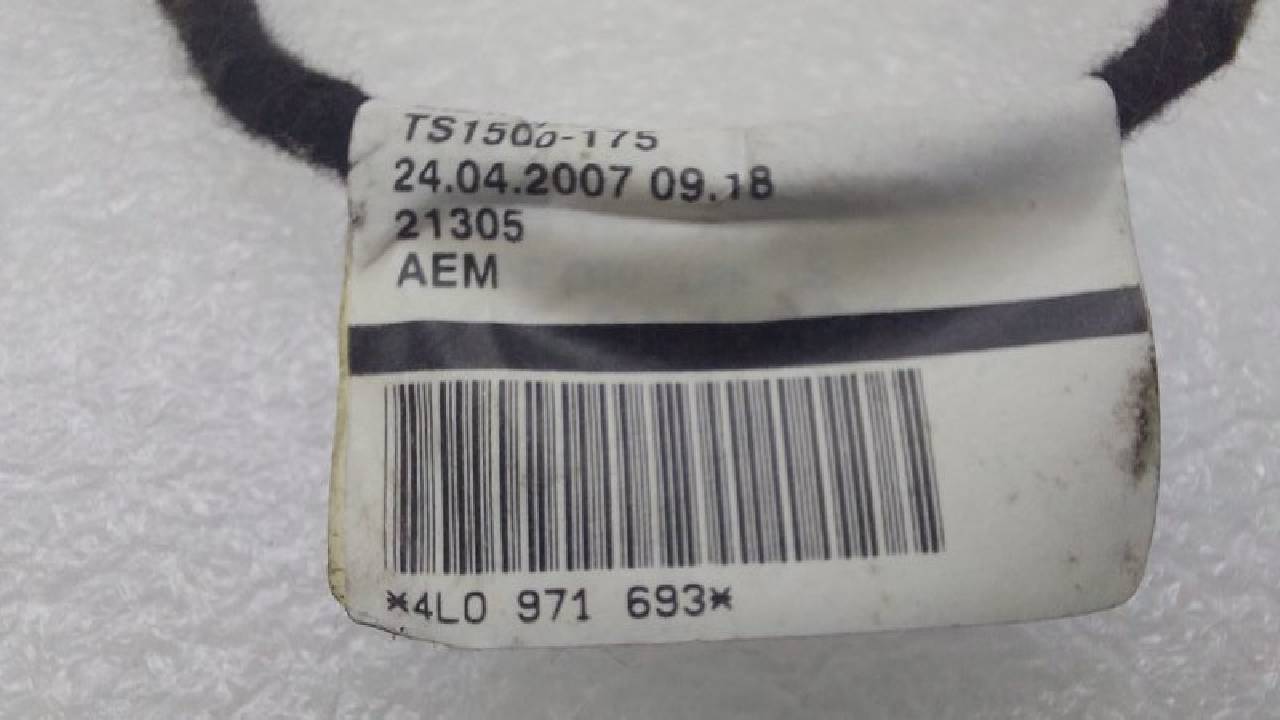 TS1500-175
24.04.2007 09.18
21305
AEM
*4L0 971 693*